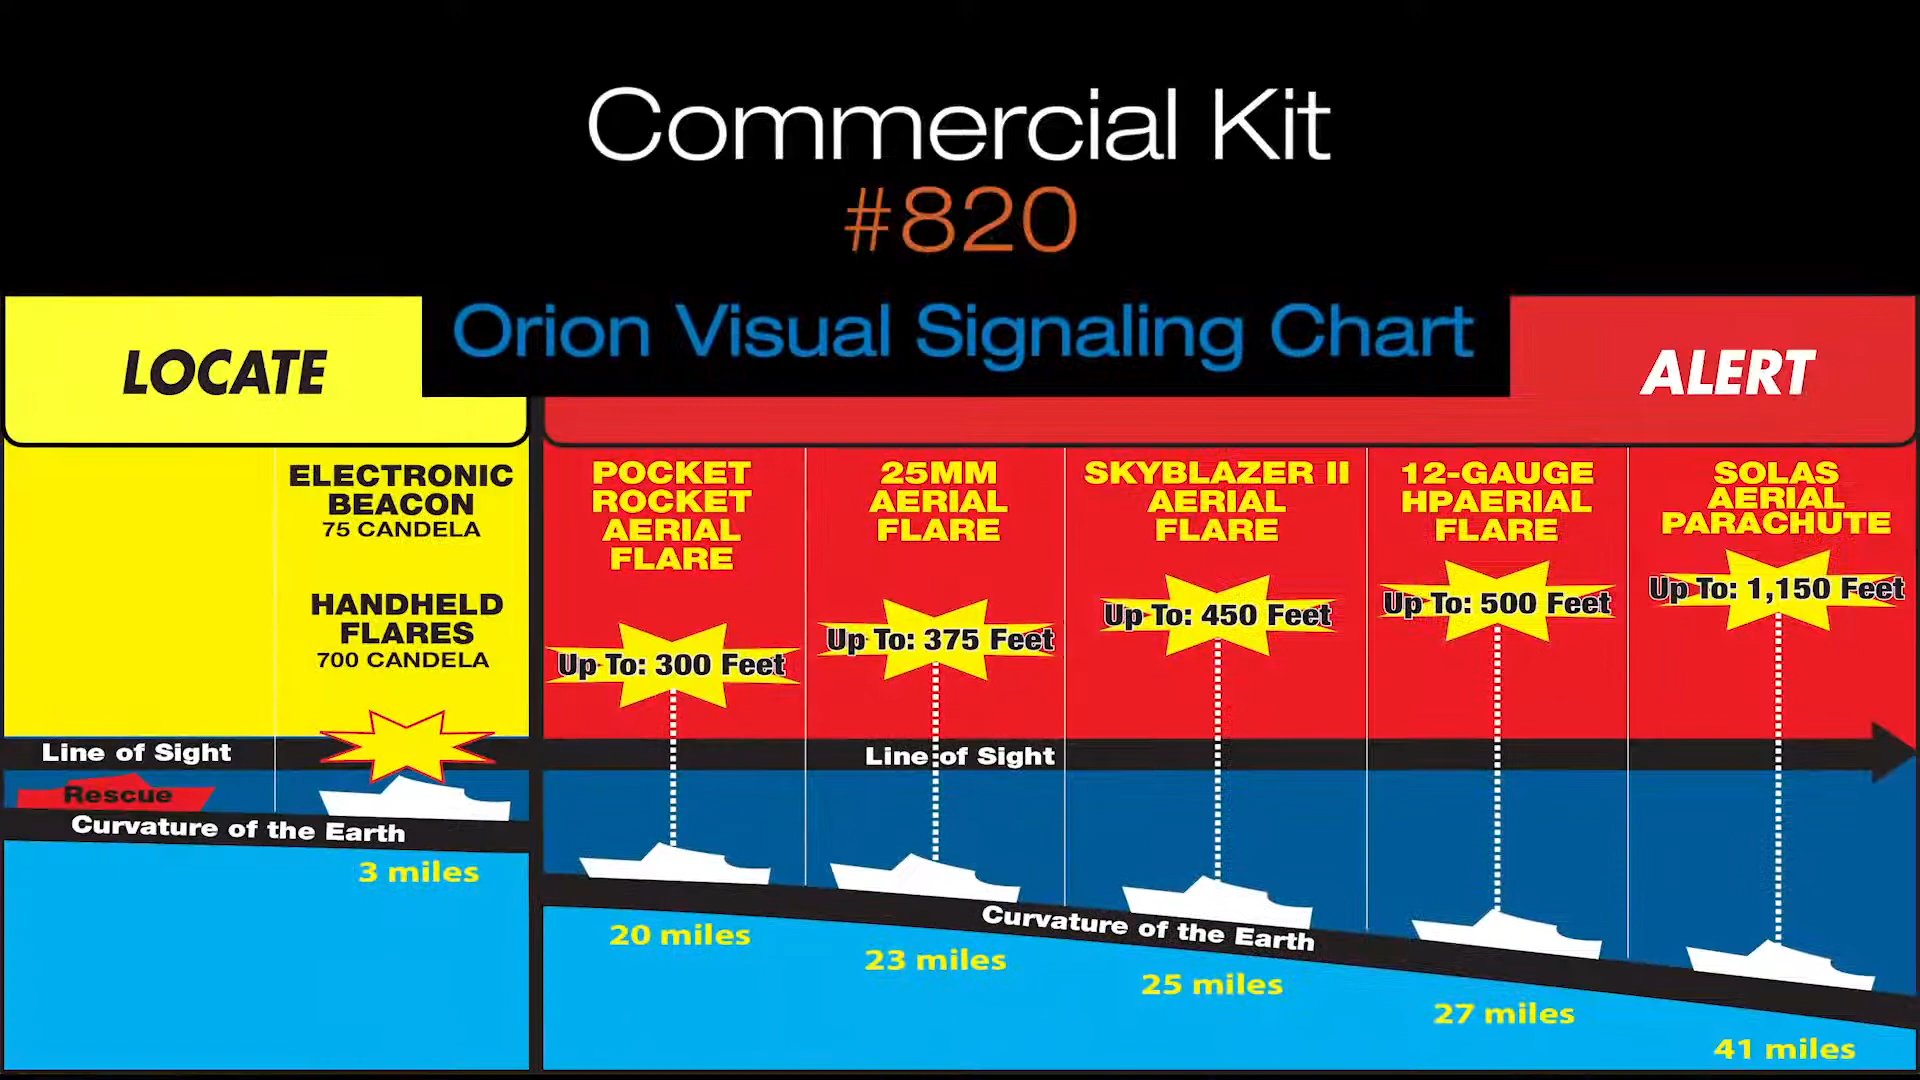 Commercial Kit
#820
Orion Visual Signaling Chart
LOCATE
ALERT
ELECTRONIC
BEACON
75 CANDELA
HANDHELD
FLARES
700 CANDELA
POCKET
ROCKET
AERIAL
FLARE
Up To: 300 Feet
25MM
AERIAL
FLARE
Up To: 375 Feet
SKYBLAZER II
AERIAL
FLARE
Up To: 450 Feet
12-GAUGE
HPAERIAL
FLARE
Up To: 500 Feet
SOLAS
AERIAL
PARACHUTE
Up To: 1,150 Feet
Line of Sight
Line of Sight
Rescue
Curvature of the Earth
3 miles
Curvature of the Earth
20 miles
23 miles
25 miles
27 miles
41 miles